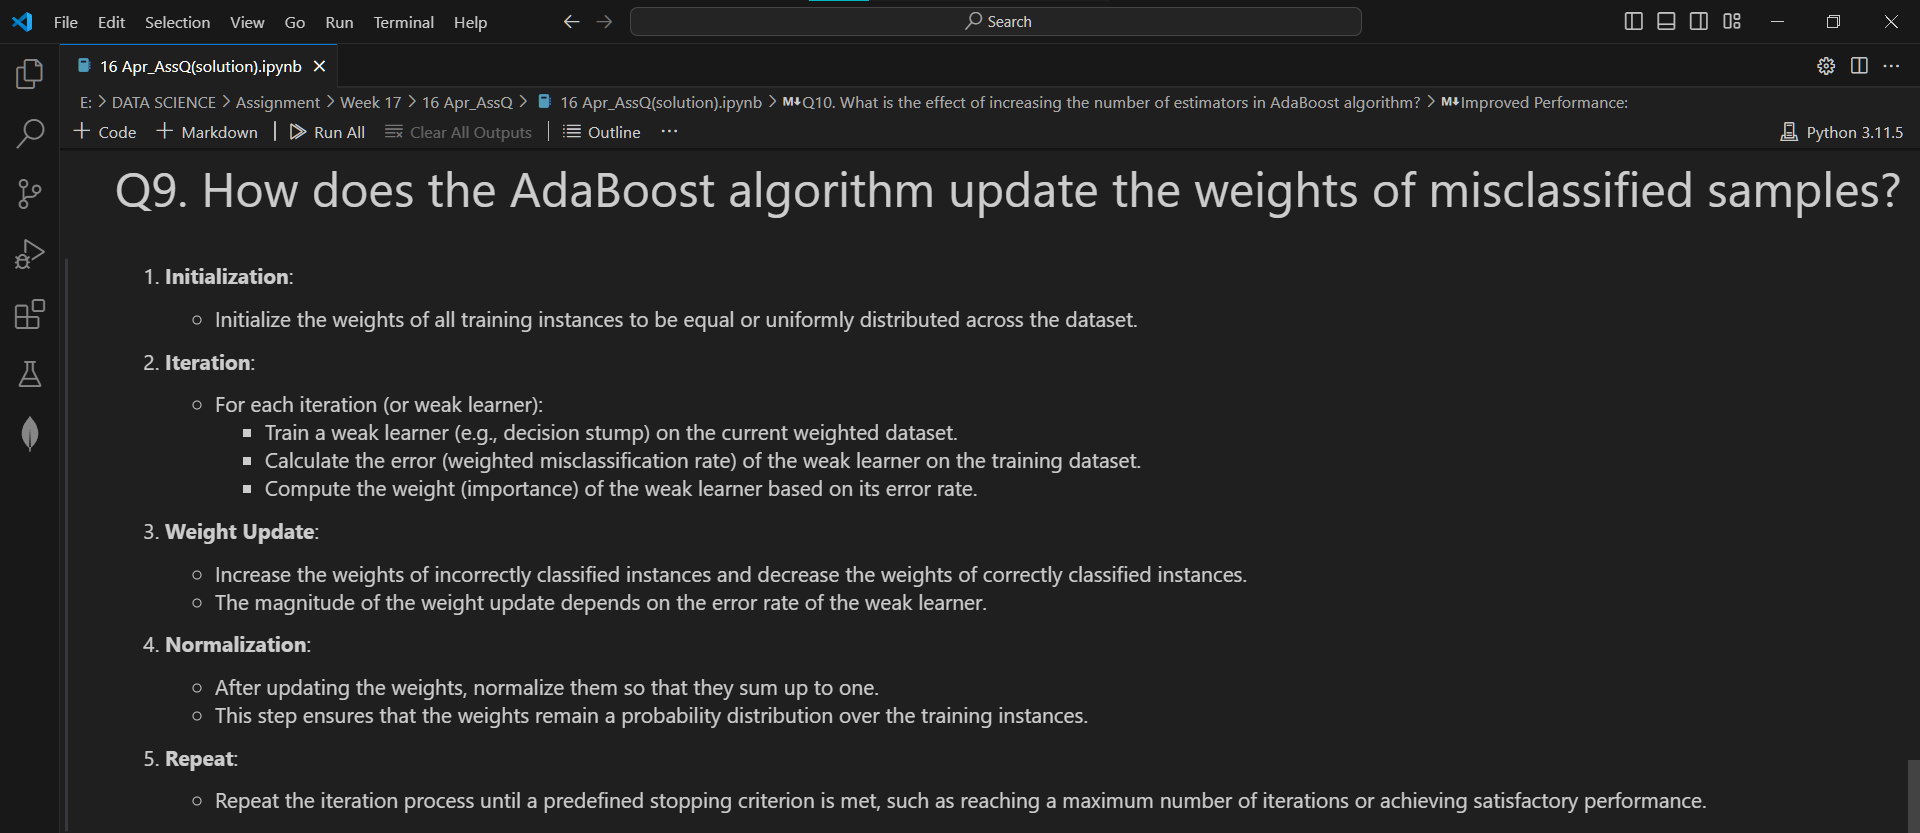 File Edit Selection View Go Run Terminal Help Search
16 Apr_AssQ(solution).ipynb
E: > DATA SCIENCE > Assignment > Week 17 > 16 Apr_AssQ > 16 Apr_AssQ(solution).ipynb > M↓Q10. What is the effect of increasing the number of estimators in AdaBoost algorithm? > M↓Improved Performance:
+ Code + Markdown | Run All Clear All Outputs | Outline ··· Python 3.11.5
Q9. How does the AdaBoost algorithm update the weights of misclassified samples?
1. Initialization:
○ Initialize the weights of all training instances to be equal or uniformly distributed across the dataset.
2. Iteration:
○ For each iteration (or weak learner):
▪ Train a weak learner (e.g., decision stump) on the current weighted dataset.
▪ Calculate the error (weighted misclassification rate) of the weak learner on the training dataset.
▪ Compute the weight (importance) of the weak learner based on its error rate.
3. Weight Update:
○ Increase the weights of incorrectly classified instances and decrease the weights of correctly classified instances.
○ The magnitude of the weight update depends on the error rate of the weak learner.
4. Normalization:
○ After updating the weights, normalize them so that they sum up to one.
○ This step ensures that the weights remain a probability distribution over the training instances.
5. Repeat:
○ Repeat the iteration process until a predefined stopping criterion is met, such as reaching a maximum number of iterations or achieving satisfactory performance.